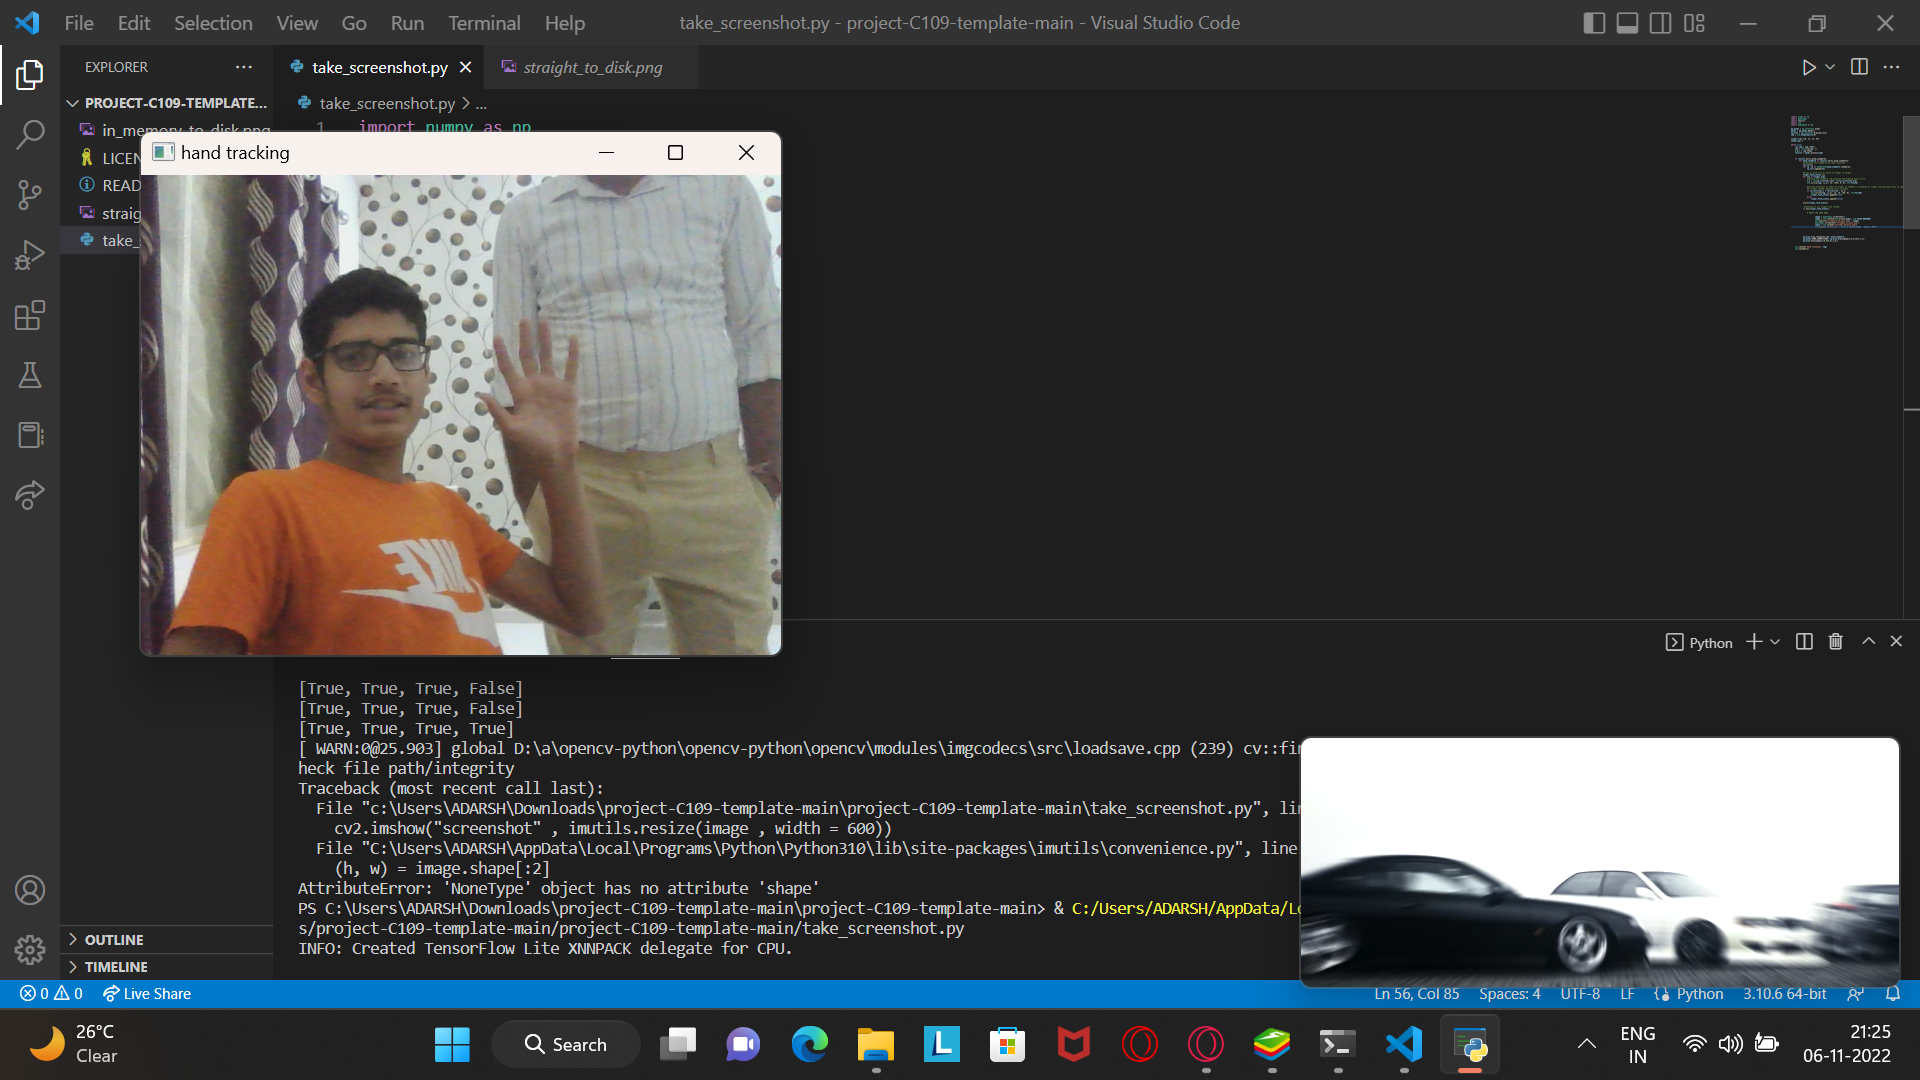 File Edit Selection View Go Run Terminal Help
take_screenshot.py - project-C109-template-main - Visual Studio Code
EXPLORER
take_screenshot.py
straight_to_disk.png
PROJECT-C109-TEMPLATE...
take_screenshot.py > ...
in_memory_to_disk.png
1 import numpy as np
LICEN
READ
straig
take_
hand tracking
NIKE
Python
[True, True, True, False]
[True, True, True, False]
[True, True, True, True]
[ WARN:0@25.903] global D:\a\opencv-python\opencv-python\opencv\modules\imgcodecs\src\loadsave.cpp (239) cv::fi
heck file path/integrity
Traceback (most recent call last):
File "c:\Users\ADARSH\Downloads\project-C109-template-main\project-C109-template-main\take_screenshot.py", lin
cv2.imshow("screenshot" , imutils.resize(image , width = 600))
File "C:\Users\ADARSH\AppData\Local\Programs\Python\Python310\lib\site-packages\imutils\convenience.py", line
(h, w) = image.shape[:2]
AttributeError: 'NoneType' object has no attribute 'shape'
PS C:\Users\ADARSH\Downloads\project-C109-template-main\project-C109-template-main> & C:/Users/ADARSH/AppData/Lo
s/project-C109-template-main/project-C109-template-main/take_screenshot.py
INFO: Created TensorFlow Lite XNNPACK delegate for CPU.
OUTLINE
TIMELINE
0 0 Live Share
Ln 56, Col 85 Spaces: 4 UTF-8 LF Python 3.10.6 64-bit
26°C
Clear
Search
L
ENG
IN
21:25
06-11-2022